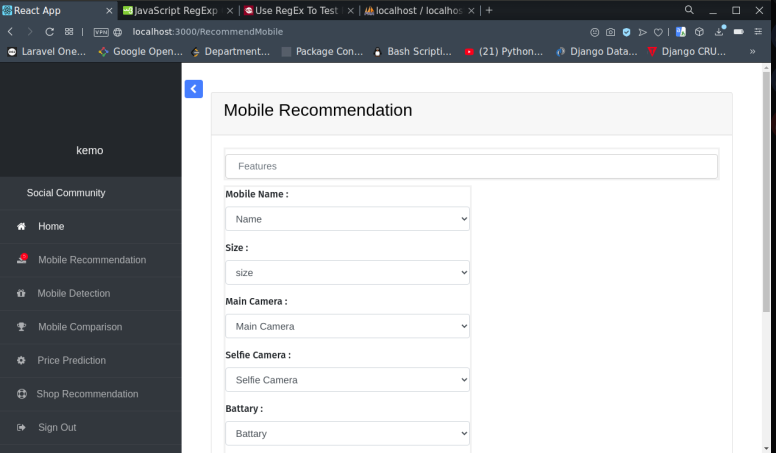 React App
JavaScript RegExp
Use RegEx To Test
localhost / localhos
VPN
localhost:3000/RecommendMobile
Laravel One...
Google Open...
Department...
Package Con...
Bash Scripti...
(21) Python...
Django Data...
Django CRU...
»
kemo
Social Community
Home
Mobile Recommendation
Mobile Detection
Mobile Comparison
Price Prediction
Shop Recommendation
Sign Out
Mobile Recommendation
Features
Mobile Name :
Name
Size :
size
Main Camera :
Main Camera
Selfie Camera :
Selfie Camera
Battary :
Battary